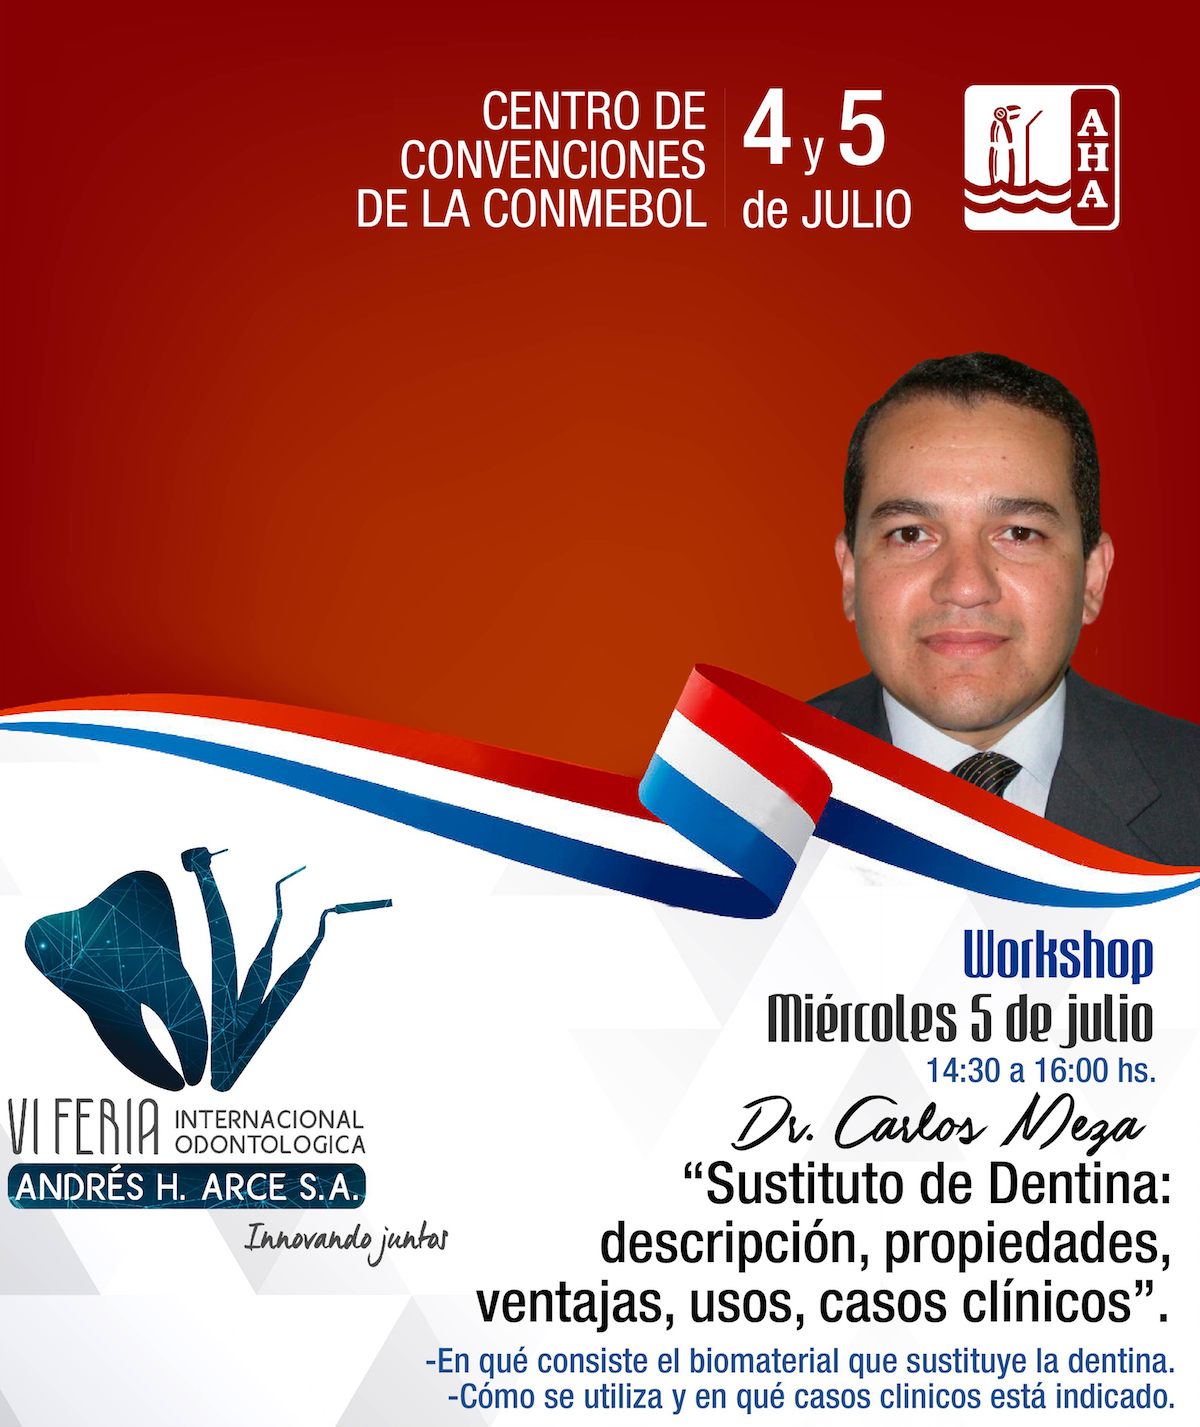 CENTRO DE
CONVENCIONES
DE LA CONMEBOL
4 y 5
de JULIO
AHA
Workshop
Miércoles 5 de julio
14:30 a 16:00 hs.
Dr. Carlos Meza
“Sustituto de Dentina:
descripción, propiedades,
ventajas, usos, casos clínicos”.
-En qué consiste el biomaterial que sustituye la dentina.
-Cómo se utiliza y en qué casos clinicos está indicado.
VI FERIA
INTERNACIONAL
ODONTOLOGICA
ANDRÉS H. ARCE S.A.
Innovando juntos